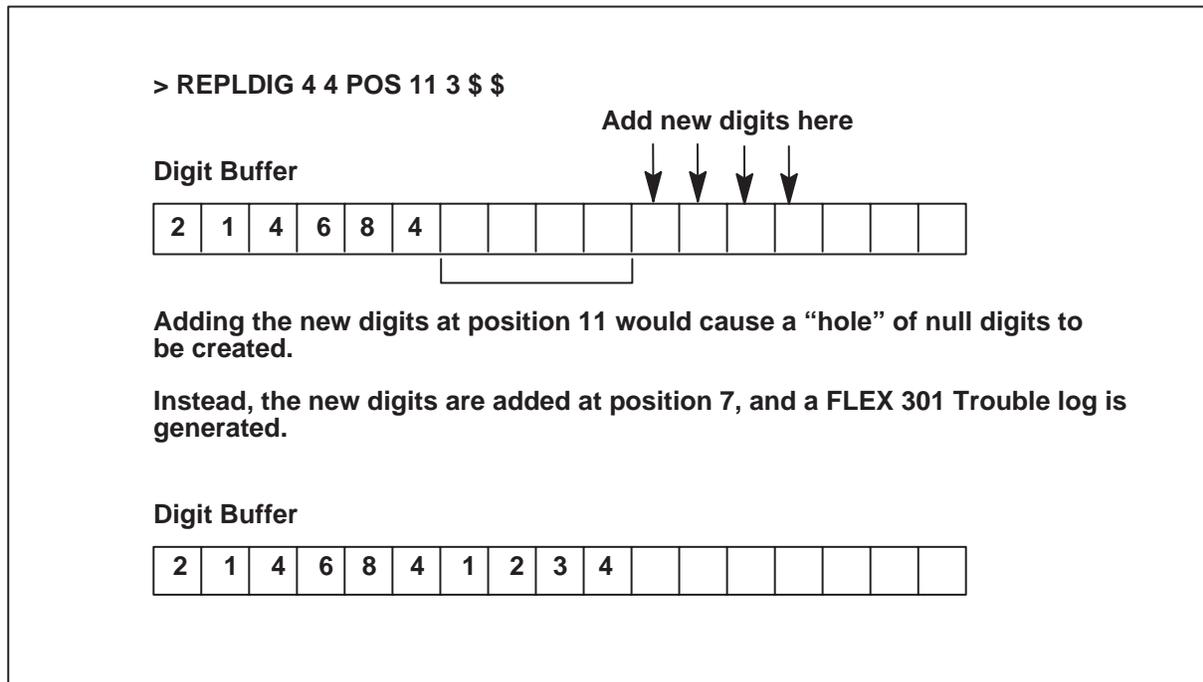 > REPLDIG 4 4 POS 11 3 $ $
Add new digits here
Digit Buffer
2 1 4 6 8 4
Adding the new digits at position 11 would cause a “hole” of null digits to
be created.
Instead, the new digits are added at position 7, and a FLEX 301 Trouble log is
generated.
Digit Buffer
2 1 4 6 8 4 1 2 3 4